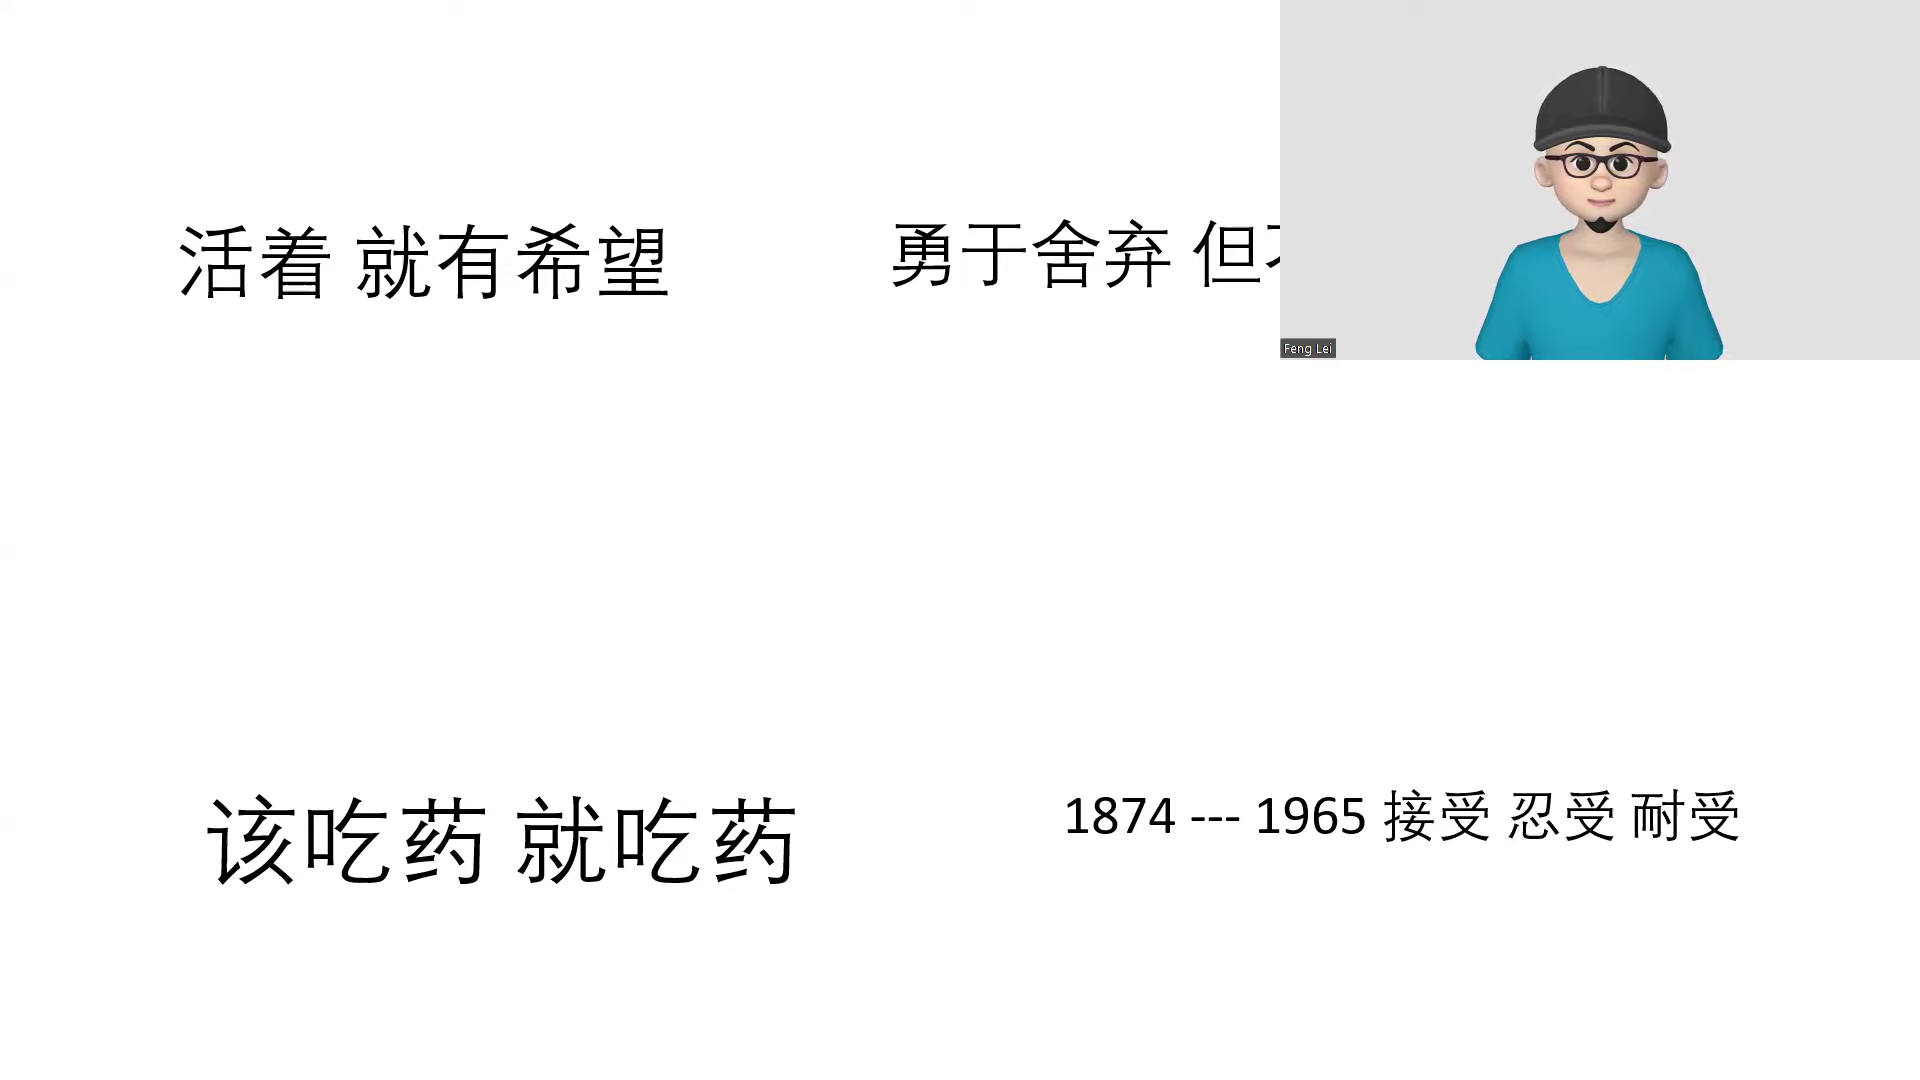 活着 就有希望
勇于舍弃 但
Feng Lei
该吃药 就吃药
1874 --- 1965 接受 忍受 耐受